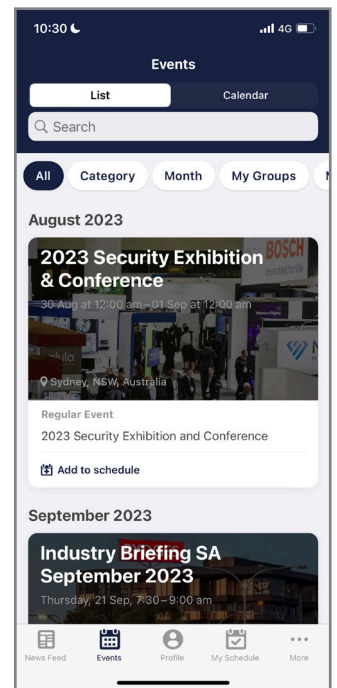 10:30
4G
Events
List
Calendar
Search
All
Category
Month
My Groups
August 2023
BOSCH
Invented for life
2023 Security Exhibition
& Conference
30 Aug at 12:00 am – 01 Sep at 12:00 am
Sydney, NSW, Australia
Regular Event
2023 Security Exhibition and Conference
Add to schedule
September 2023
Industry Briefing SA
September 2023
Thursday, 21 Sep, 7:30 – 9:00 am
News Feed
Events
Profile
My Schedule
More